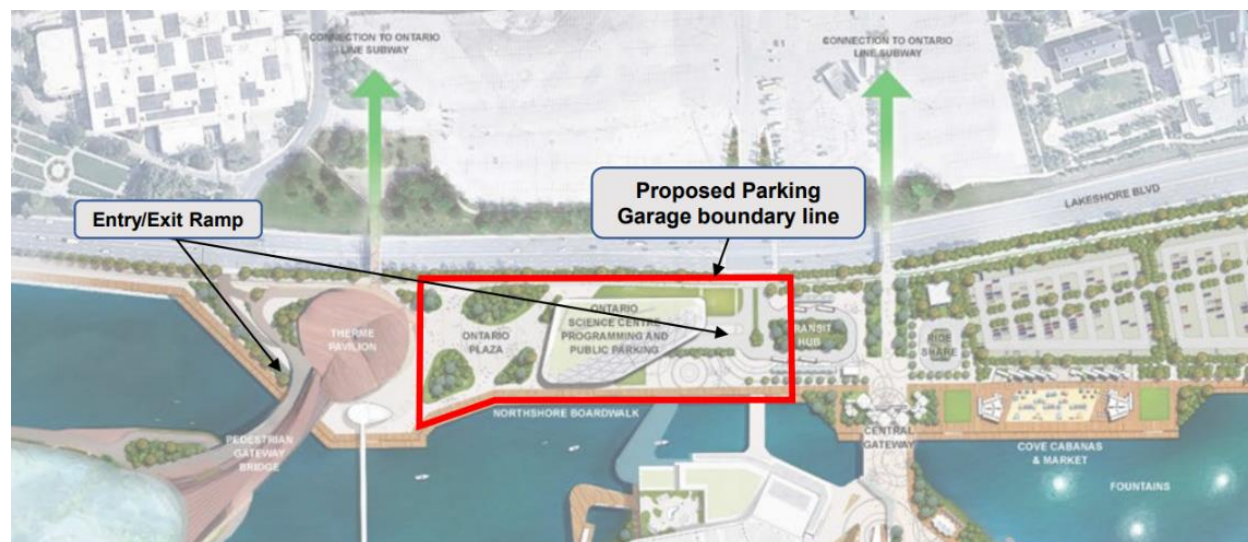 CONNECTION TO ONTARIO
LINE SUBWAY
CONNECTION TO ONTARIO
LINE SUBWAY
Proposed Parking
Garage boundary line
LAKESHORE BLVD
Entry/Exit Ramp
THERME
PAVILION
ONTARIO
PLAZA
ONTARIO
SCIENCE CENTRE
PROGRAMMING AND
PUBLIC PARKING
TRANSIT
HUB
RIDE
SHARE
NORTHSHORE BOARDWALK
PEDESTRIAN
GATEWAY
BRIDGE
CENTRAL
GATEWAY
COVE CABANAS
& MARKET
FOUNTAINS